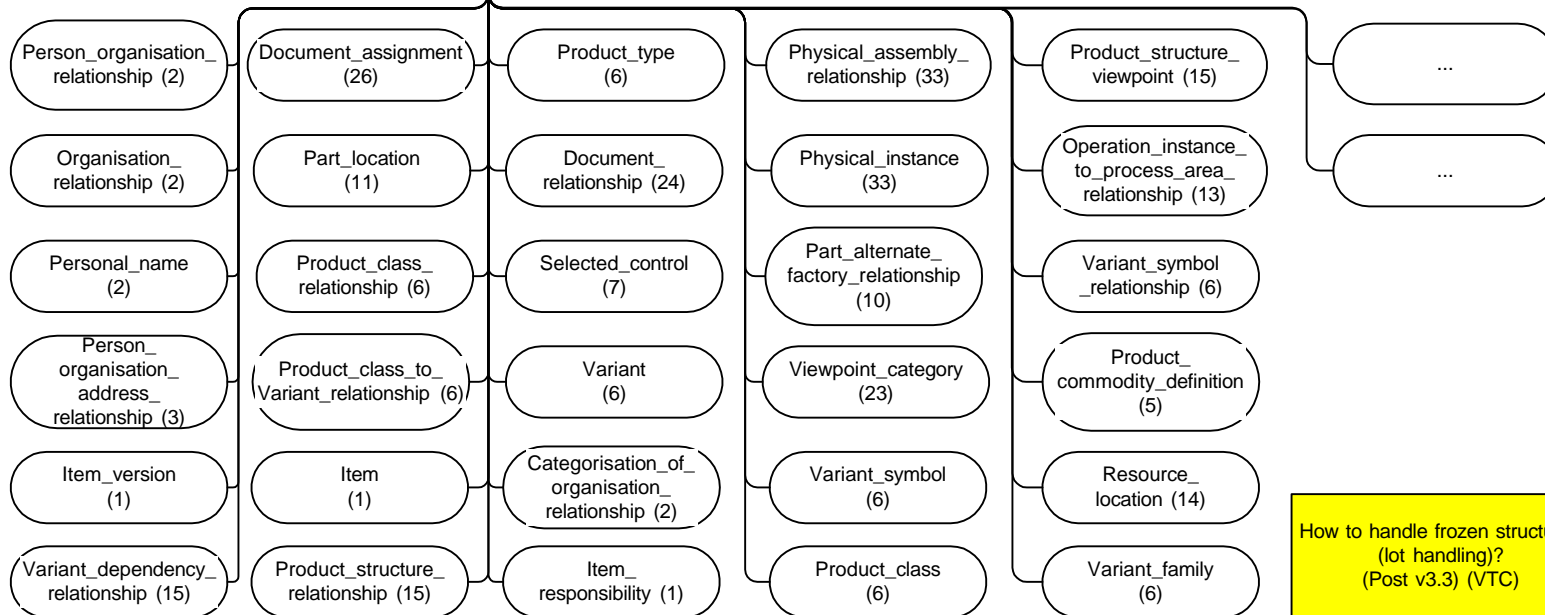 Person_organisation_
relationship (2)
Document_assignment
(26)
Product_type
(6)
Physical_assembly_
relationship (33)
Product_structure_
viewpoint (15)
...
Organisation_
relationship (2)
Part_location
(11)
Document_
relationship (24)
Physical_instance
(33)
Operation_instance_
to_process_area_
relationship (13)
...
Personal_name
(2)
Product_class_
relationship (6)
Selected_control
(7)
Part_alternate_
factory_relationship
(10)
Variant_symbol
_relationship (6)
Person_
organisation_
address_
relationship (3)
Product_class_to_
Variant_relationship (6)
Variant
(6)
Viewpoint_category
(23)
Product_
commodity_definition
(5)
Item_version
(1)
Item
(1)
Categorisation_of_
organisation_
relationship (2)
Variant_symbol
(6)
Resource_
location (14)
Variant_dependency_
relationship (15)
Product_structure_
relationship (15)
Item_
responsibility (1)
Product_class
(6)
Variant_family
(6)
How to handle frozen
(lot handling)?
(Post v3.3) (VTC)